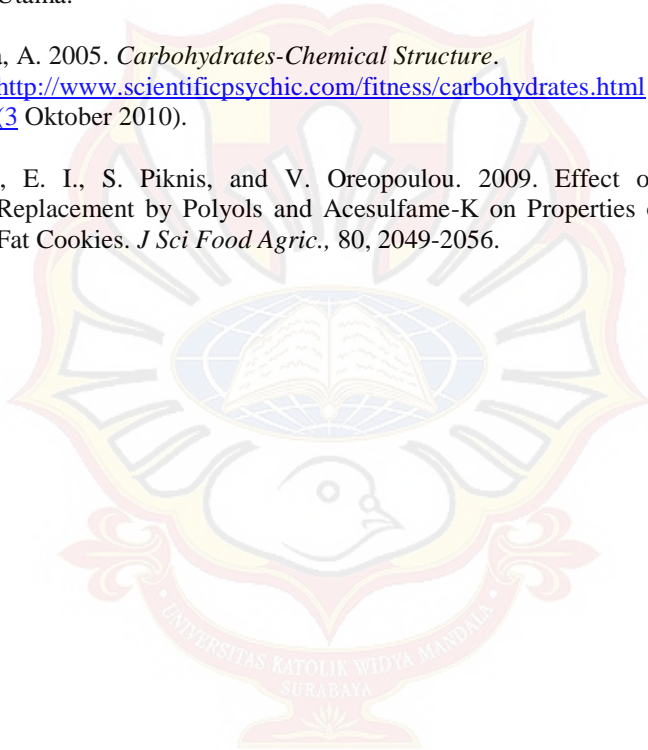 Utama.
, A. 2005. Carbohydrates-Chemical Structure.
http://www.scientificpsychic.com/fitness/carbohydrates.html
(3 Oktober 2010).
, E. I., S. Piknis, and V. Oreopoulou. 2009. Effect
Replacement by Polyols and Acesulfame-K on Properties
Fat Cookies. J Sci Food Agric., 80, 2049-2056.
UNIVERSITAS KATOLIK WIDYA MANDALA
SURABAYA